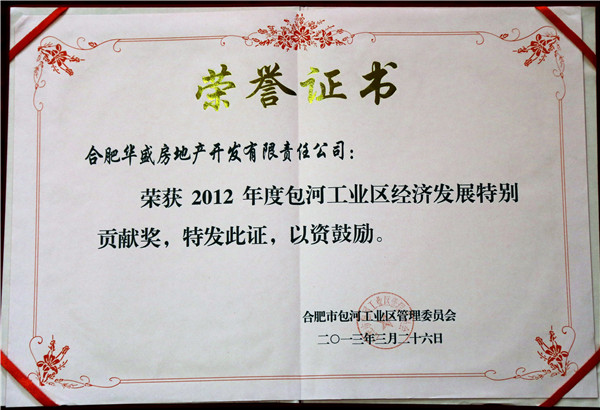 荣誉证书
合肥华盛房地产开发有限责任公司：
荣获 2012 年度包河工业区经济发展特别
贡献奖，特发此证，以资鼓励。
合肥市包河工业区管理委员会
二〇一三年三月二十六日